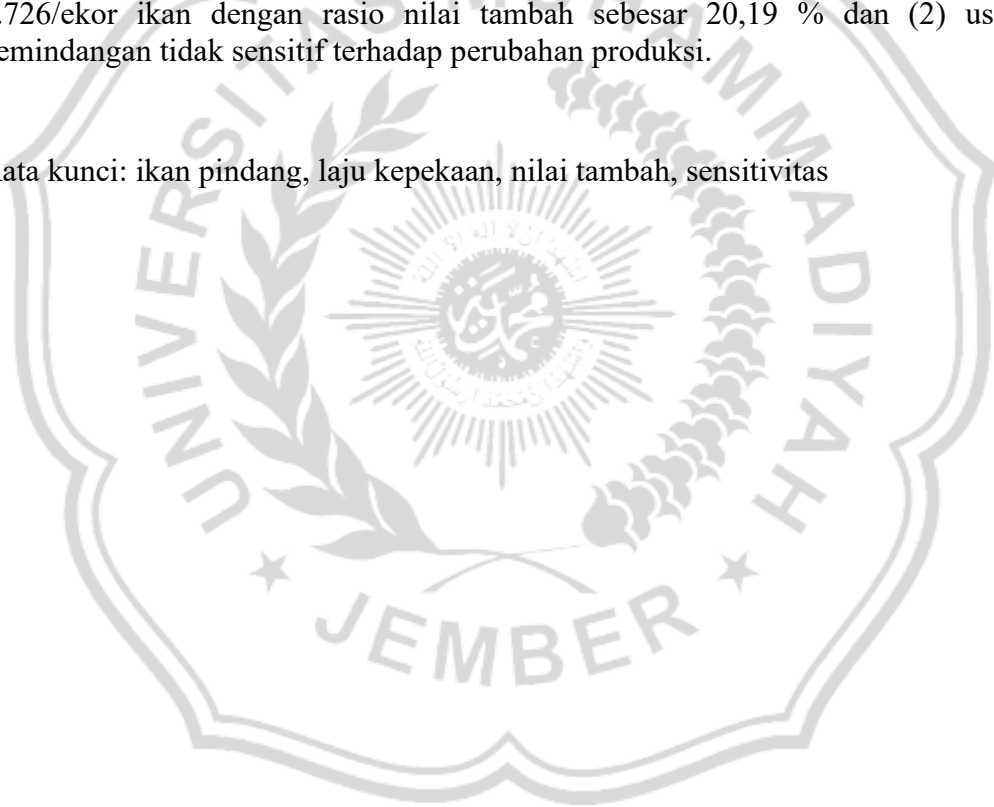 .726/ekor ikan dengan rasio nilai tambah sebesar 20,19 % dan (2) us
emindangan tidak sensitif terhadap perubahan produksi.
ata kunci: ikan pindang, laju kepekaan, nilai tambah, sensitivitas
UNIVERSITAS MUHAMMADIYAH
JEMBER